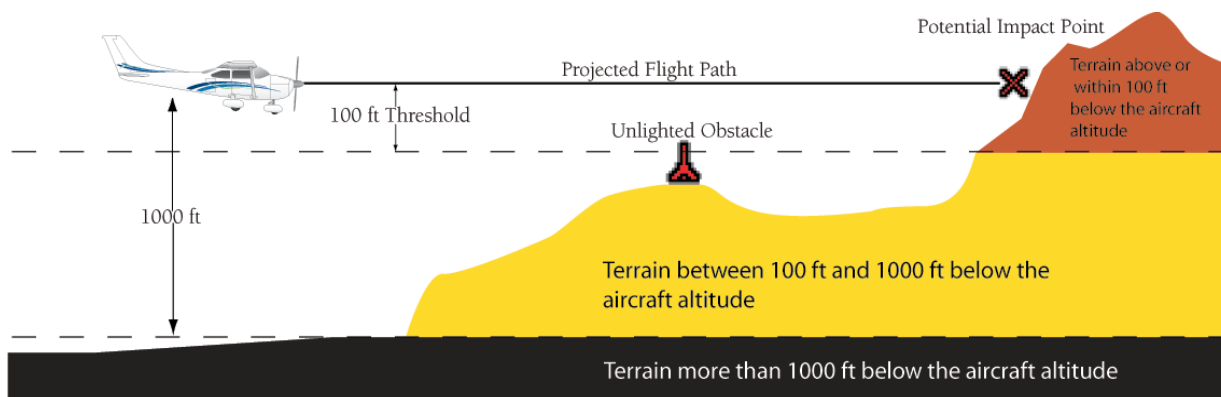 Potential Impact Point
Projected Flight Path
Terrain above or
within 100 ft
below the aircraft
altitude
100 ft Threshold
Unlighted Obstacle
1000 ft
Terrain between 100 ft and 1000 ft below the
aircraft altitude
Terrain more than 1000 ft below the aircraft altitude